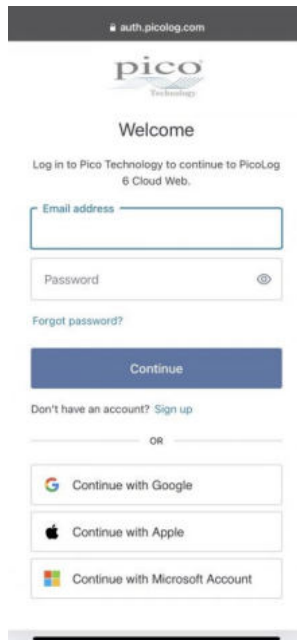 auth.picolog.com
pico
Technology
Welcome
Log in to Pico Technology to continue to PicoLog
6 Cloud Web.
Email address
Password
Forgot password?
Continue
Don't have an account? Sign up
OR
Continue with Google
Continue with Apple
Continue with Microsoft Account